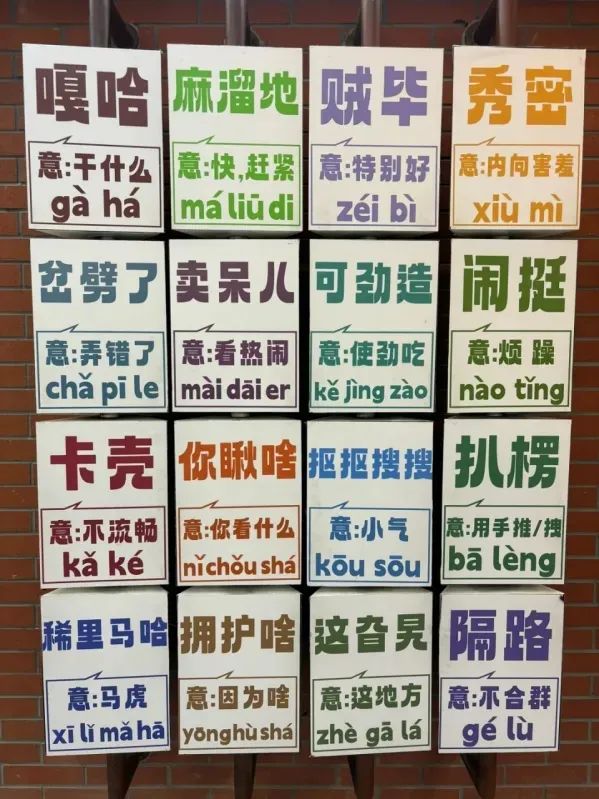 嘎哈
意:干什么
gà há
麻溜地
意:快,赶紧
má liū di
贼毕
意:特别好
zéi bì
秀密
意:内向害羞
xiù mì
岔劈了
意:弄错了
chǎ pī le
卖呆儿
意:看热闹
mài dāi er
可劲造
意:使劲吃
kě jìng zào
闹挺
意:烦 躁
nào tǐng
卡壳
意:不流畅
kǎ ké
你瞅啥
意:你看什么
nǐ chǒu shá
抠抠搜搜
意:小气
kōu sōu
扒楞
意:用手推/拽
bā lèng
稀里马哈
意:马虎
xī lǐ mǎ hā
拥护啥
意:因为啥
yōng hù shá
这旮旯
意:这地方
zhè gā lá
隔路
意:不合群
gé lù